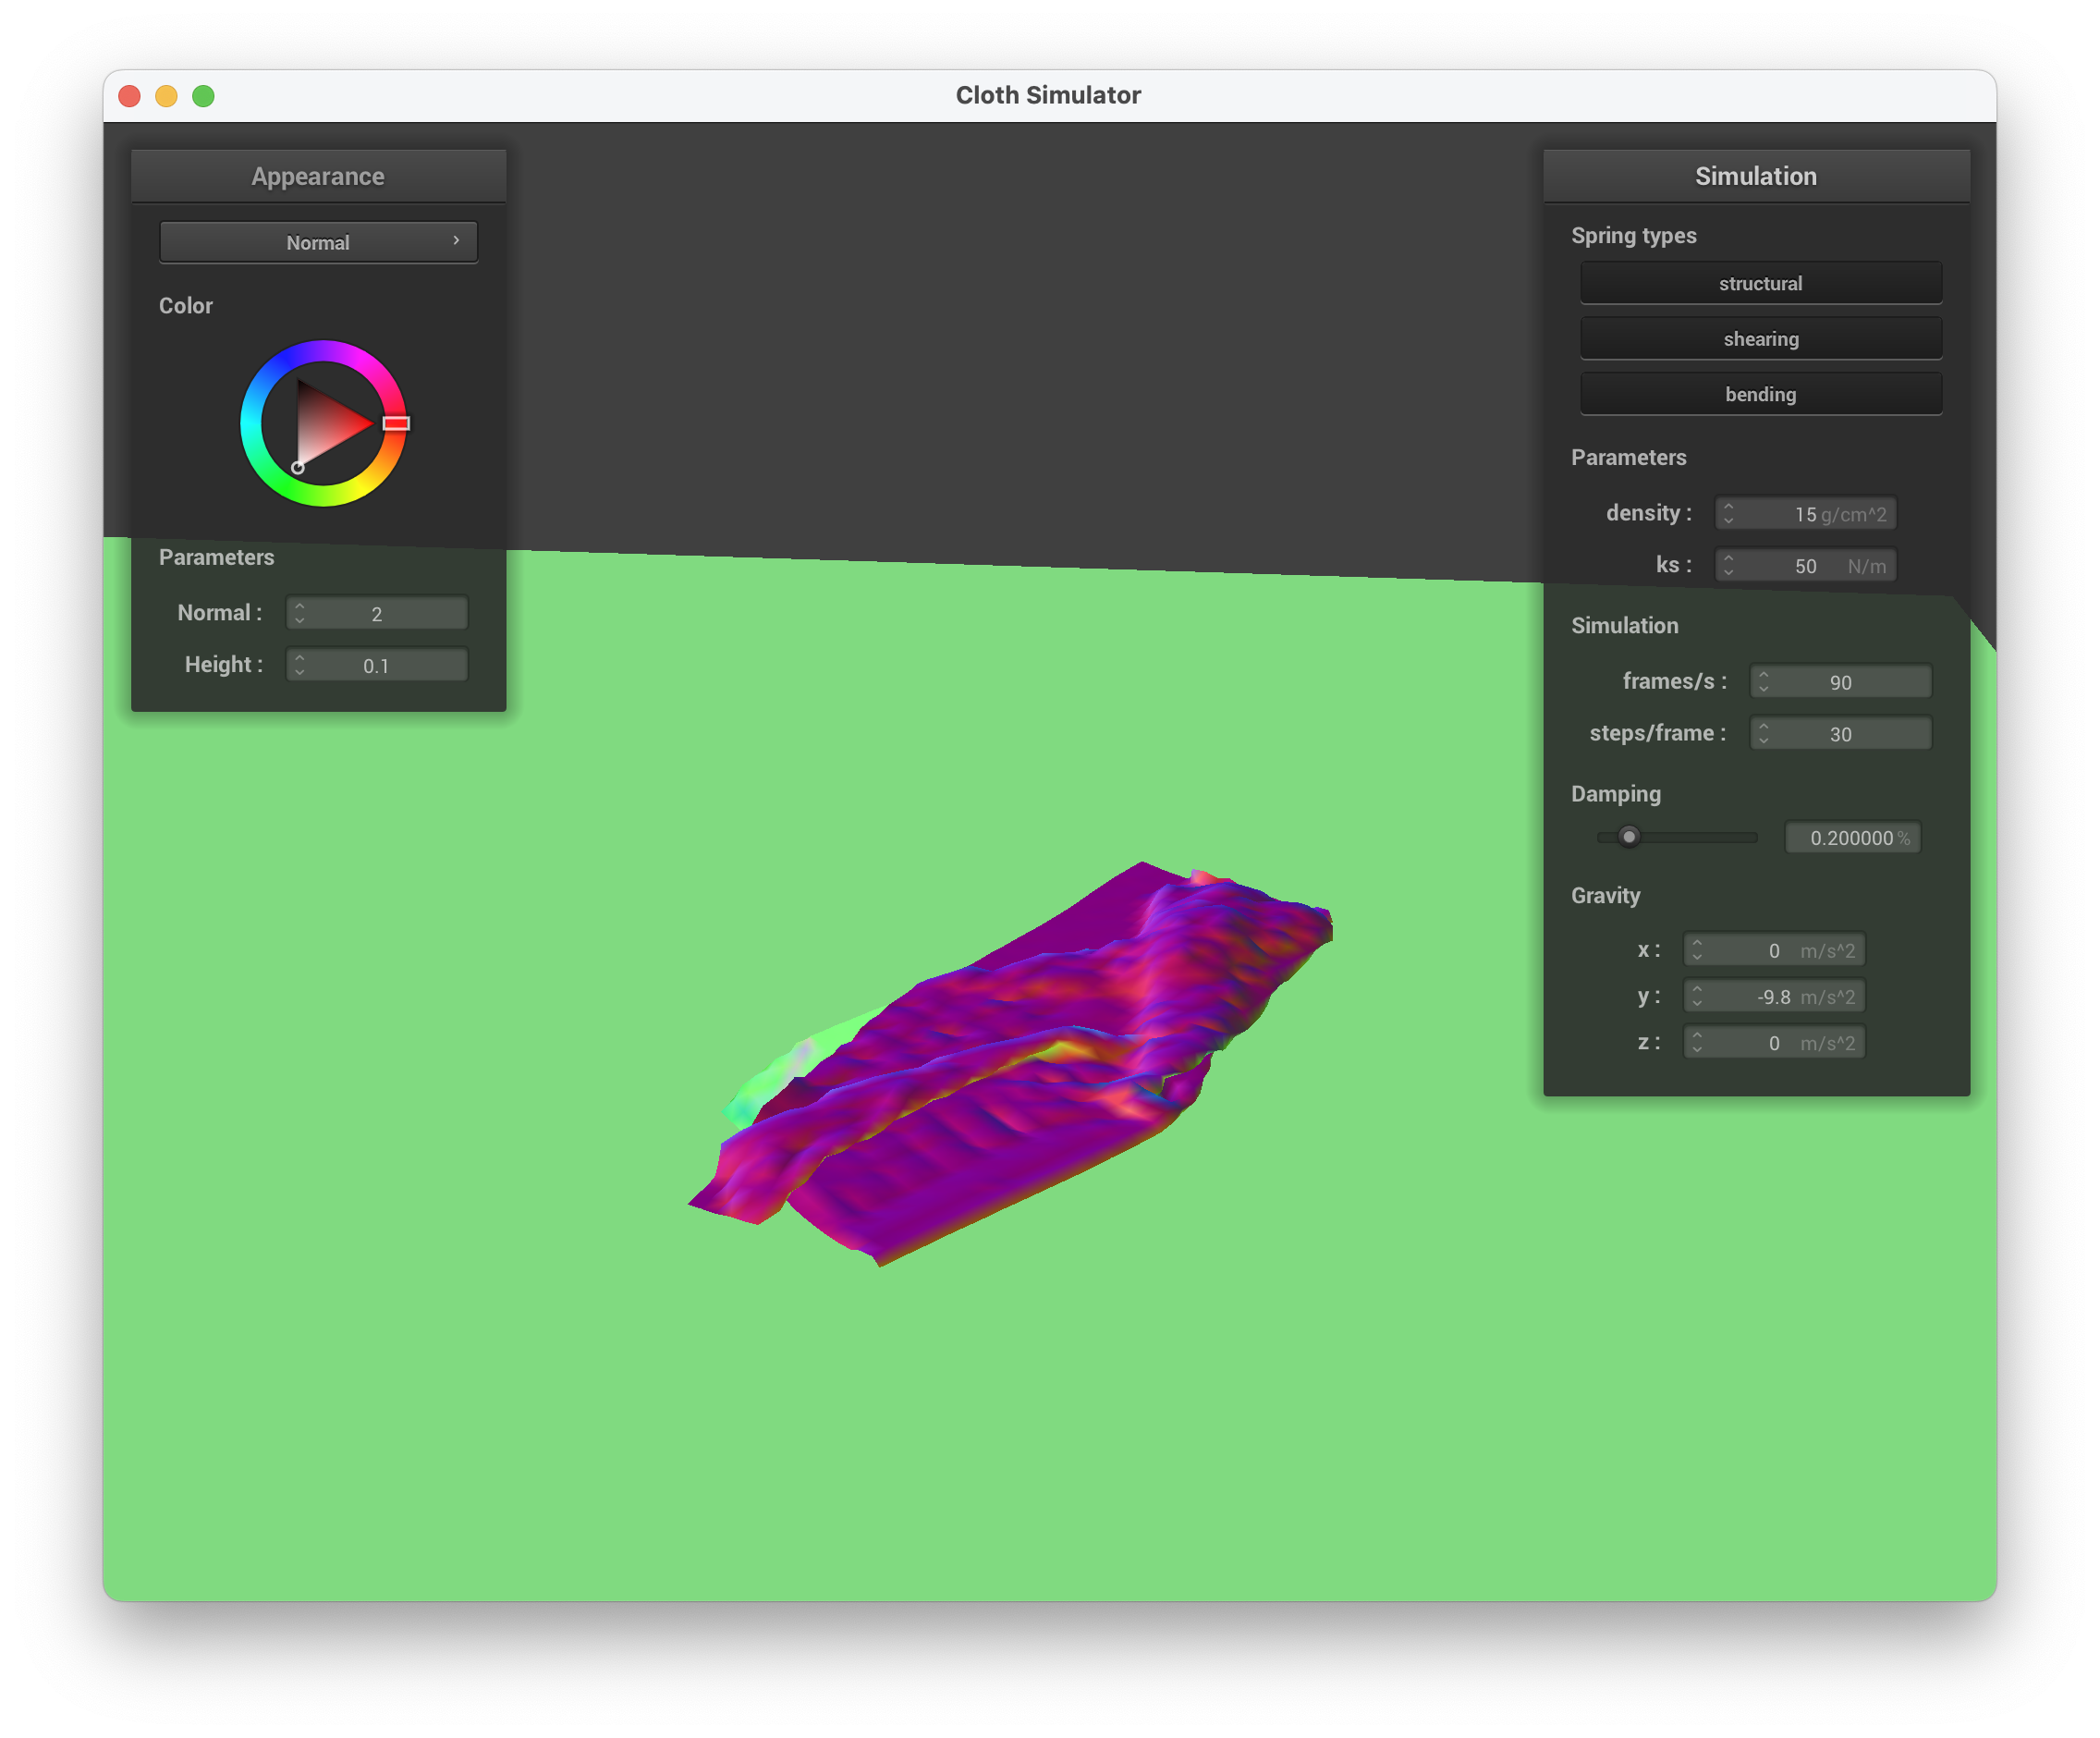 Cloth Simulator
Appearance
Normal
Color
Parameters
Normal : 2
Height : 0.1
Simulation
Spring types
structural
shearing
bending
Parameters
density : 15 g/cm^2
ks : 50 N/m
Simulation
frames/s : 90
steps/frame : 30
Damping
0.200000 %
Gravity
x : 0 m/s^2
y : -9.8 m/s^2
z : 0 m/s^2